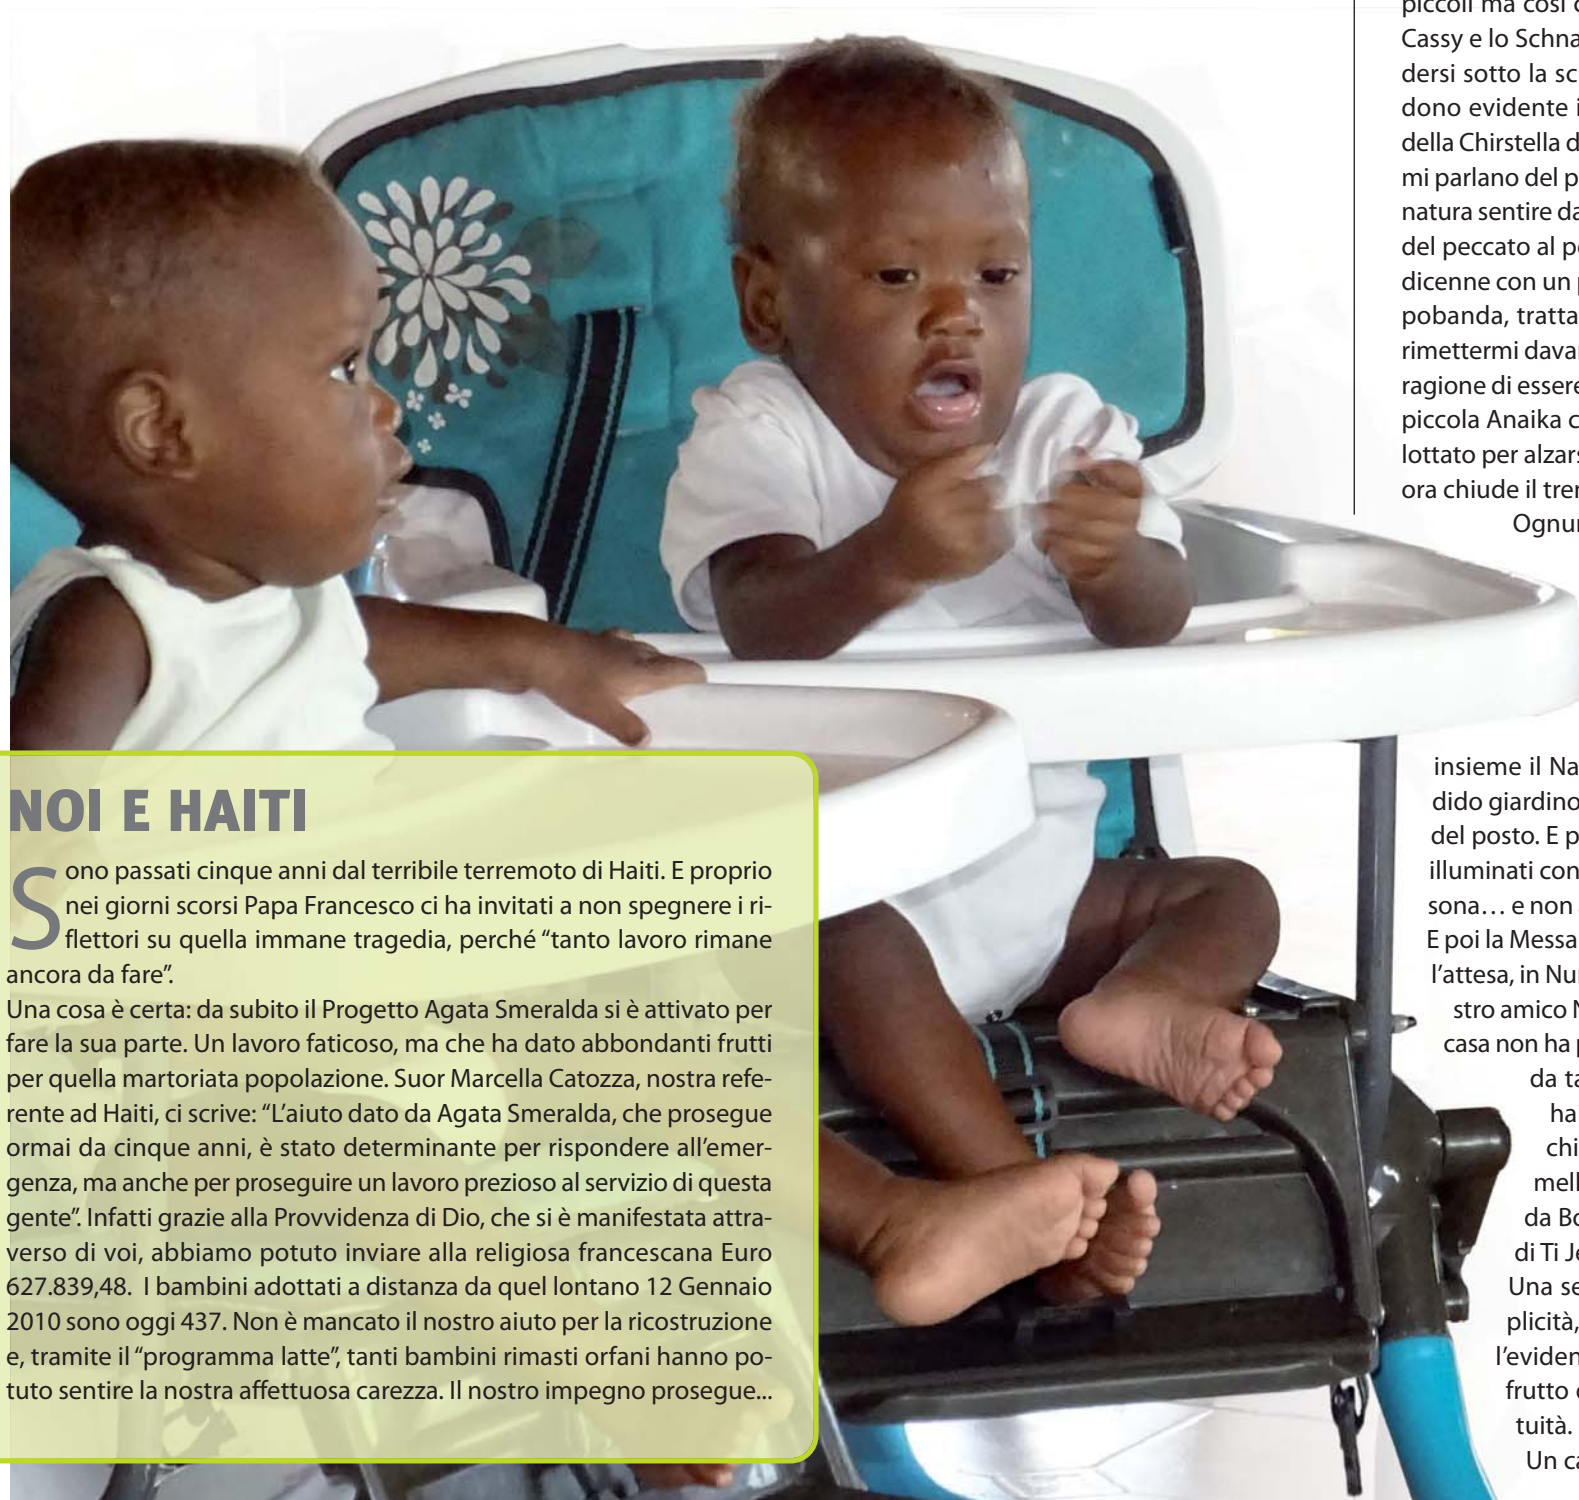 NOI E HAITI
Sono passati cinque anni dal terribile terremoto di Haiti. E proprio
nei giorni scorsi Papa Francesco ci ha invitati a non spegnere i ri-
flettori su quella immane tragedia, perché “tanto lavoro rimane
ancora da fare”.
Una cosa è certa: da subito il Progetto Agata Smeralda si è attivato per
fare la sua parte. Un lavoro faticoso, ma che ha dato abbondanti frutti
per quella martoriata popolazione. Suor Marcella Catozza, nostra refe-
rente ad Haiti, ci scrive: “L’aiuto dato da Agata Smeralda, che prosegue
ormai da cinque anni, è stato determinante per rispondere all’emer-
genza, ma anche per proseguire un lavoro prezioso al servizio di questa
gente”. Infatti grazie alla Provvidenza di Dio, che si è manifestata attra-
verso di voi, abbiamo potuto inviare alla religiosa francescana Euro
627.839,48. I bambini adottati a distanza da quel lontano 12 Gennaio
2010 sono oggi 437. Non è mancato il nostro aiuto per la ricostruzione
e, tramite il “programma latte”, tanti bambini rimasti orfani hanno po-
tuto sentire la nostra affettuosa carezza. Il nostro impegno prosegue...
piccoli ma così
Cassy e lo Schna
dersi sotto la sc
dono evidente i
della Chirstella d
mi parlano del p
natura sentire da
del peccato al p
dicenne con un
pobanda, tratta
rimettermi dava
ragione di essere
piccola Anaika c
lottato per alzars
ora chiude il tre
Ognu
insieme il Na
dido giardino
del posto. E p
illuminati con
sona… e non
E poi la Messa
l’attesa, in Nu
stro amico N
casa non ha p
da ta
ha
chi
mell
da Bo
di Ti Je
Una se
plicità,
l’eviden
frutto
tuità.
Un ca